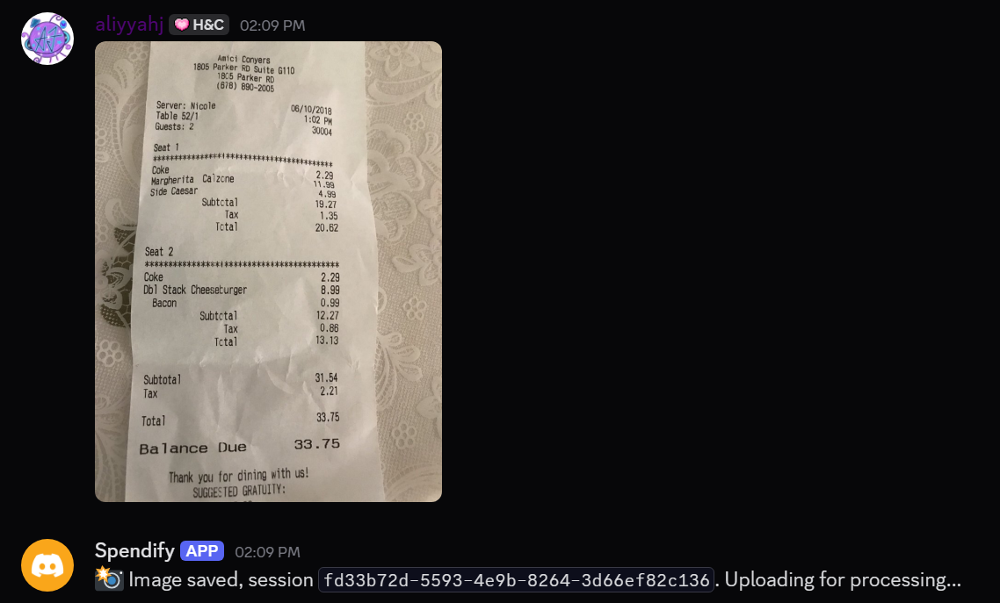 aliyyahj H&C 02:09 PM
Amici Conyers
1805 Parker RD Suite G110
1805 Parker RD
(678) 890-2005
Server: Nicole 06/10/2018
Table 52/1 1:02 PM
Guests: 2 30004
Seat 1
******************************************
Coke 2.29
Margherita Calzone 11.99
Side Caesar 4.99
Subtotal 19.27
Tax 1.35
Total 20.62
Seat 2
******************************************
Coke 2.29
Dbl Stack Cheeseburger 8.99
Bacon 0.99
Subtotal 12.27
Tax 0.86
Total 13.13
Subtotal 31.54
Tax 2.21
Total 33.75
Balance Due 33.75
Thank you for dining with us!
SUGGESTED GRATUITY:
Spendify APP 02:09 PM
Image saved, session fd33b72d-5593-4e9b-8264-3d66ef82c136. Uploading for processing...